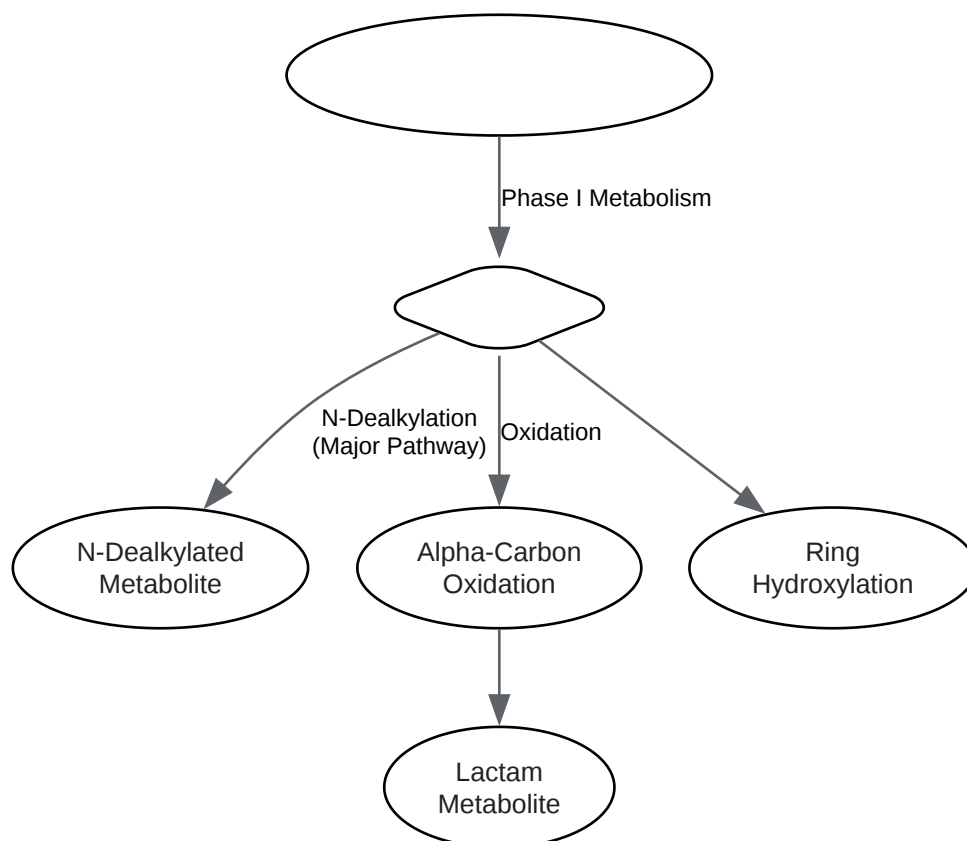 Phase I Metabolism
N-Dealkylation
(Major Pathway)
Oxidation
N-Dealkylated
Metabolite
Alpha-Carbon
Oxidation
Ring
Hydroxylation
Lactam
Metabolite